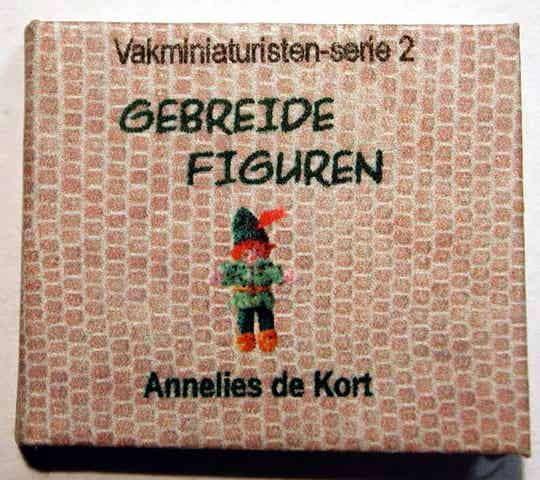 Vakminiaturisten-serie 2
GEBREIDE
FIGUREN
Annelies de Kort